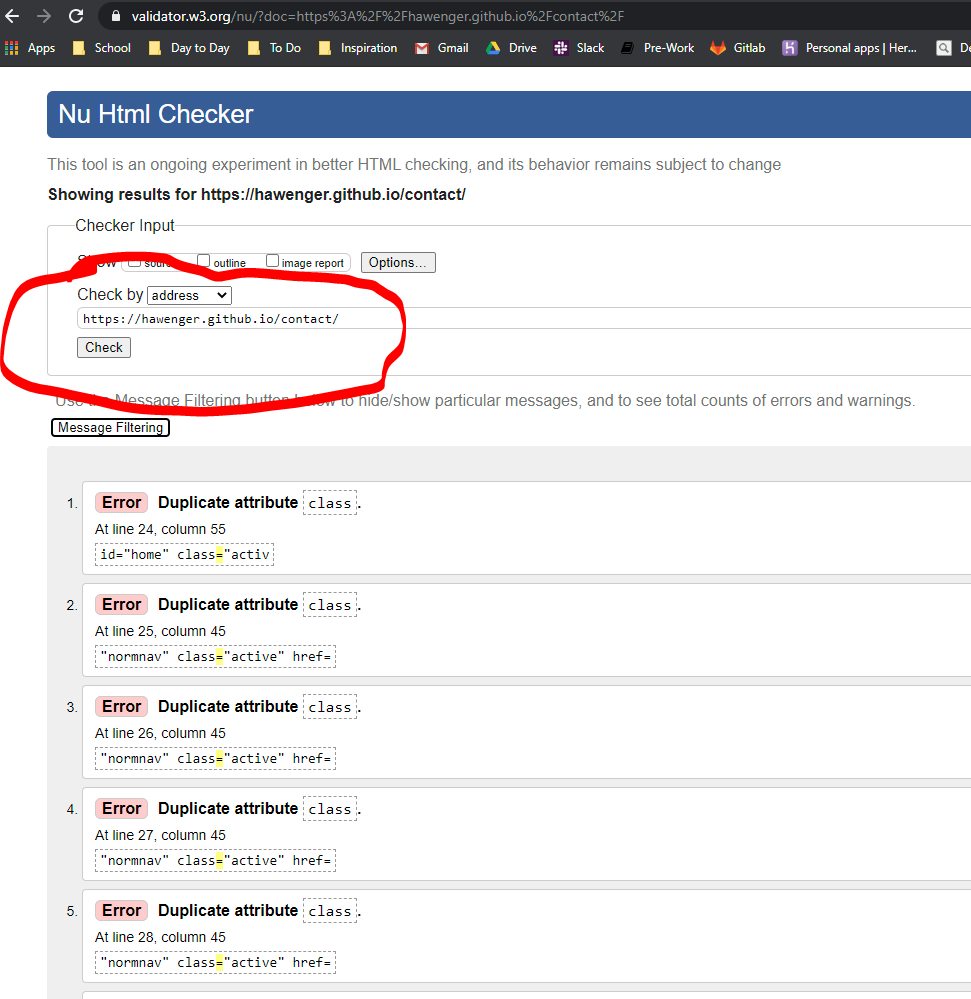 validator.w3.org/nu/?doc=https%3A%2F%2Fhawenger.github.io%2Fcontact%2F
Apps School Day to Day To Do Inspiration Gmail Drive Slack Pre-Work Gitlab Personal apps | Her... De
Nu Html Checker
This tool is an ongoing experiment in better HTML checking, and its behavior remains subject to change
Showing results for https://hawenger.github.io/contact/
Checker Input
Show source outline image report Options...
Check by address
https://hawenger.github.io/contact/
Check
Use the Message Filtering button below to hide/show particular messages, and to see total counts of errors and warnings.
Message Filtering
1. Error Duplicate attribute class.
At line 24, column 55
id="home" class="activ
2. Error Duplicate attribute class.
At line 25, column 45
"normnav" class="active" href=
3. Error Duplicate attribute class.
At line 26, column 45
"normnav" class="active" href=
4. Error Duplicate attribute class.
At line 27, column 45
"normnav" class="active" href=
5. Error Duplicate attribute class.
At line 28, column 45
"normnav" class="active" href=